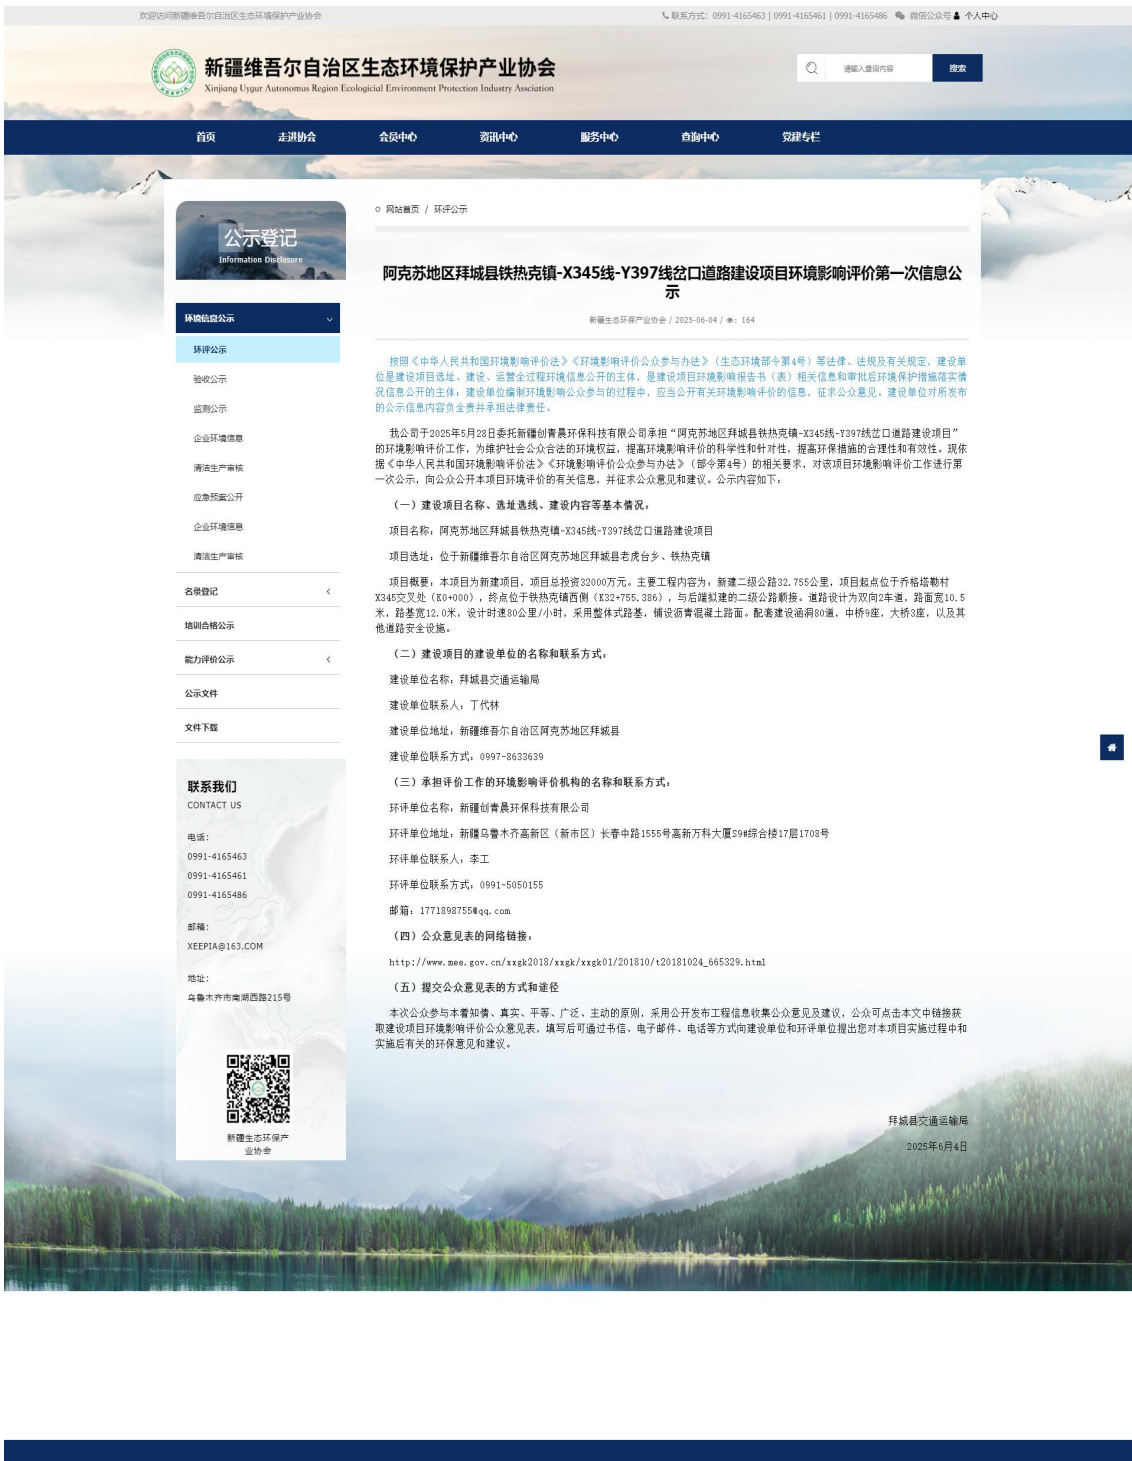 欢迎访问新疆维吾尔自治区生态环境保护产业协会
联系方式：0991-4165463 | 0991-4165461 | 0991-4165486
微信公众号
个人中心
新疆维吾尔自治区生态环境保护产业协会
Xinjiang Uygur Autonomus Region Ecologicial Environment Protection Industry Assciation
XEEPIA
请输入查询内容
搜索
首页
走进协会
会员中心
资讯中心
服务中心
查询中心
党建专栏
公示登记
Information Disclosure
环境信息公示
环评公示
验收公示
监测公示
企业环境信息
清洁生产审核
应急预案公开
企业环境信息
清洁生产审核
名录登记
培训合格公示
能力评价公示
公示文件
文件下载
联系我们
CONTACT US
电话：
0991-4165463
0991-4165461
0991-4165486
邮箱：
XEEPIA@163.COM
地址：
乌鲁木齐市南湖西路215号
新疆生态环保产
业协会
网站首页 / 环评公示
阿克苏地区拜城县铁热克镇-X345线-Y397线岔口道路建设项目环境影响评价第一次信息公
示
新疆生态环保产业协会 / 2025-06-04 / ：164
按照《中华人民共和国环境影响评价法》《环境影响评价公众参与办法》（生态环境部令第4号）等法律、法规及有关规定，建设单
位是建设项目选址、建设、运营全过程环境信息公开的主体，是建设项目环境影响报告书（表）相关信息和审批后环境保护措施落实情
况信息公开的主体；建设单位编制环境影响公众参与的过程中，应当公开有关环境影响评价的信息，征求公众意见。建设单位对所发布
的公示信息内容负全责并承担法律责任。
我公司于2025年5月28日委托新疆创青晨环保科技有限公司承担“阿克苏地区拜城县铁热克镇-X345线-Y397线岔口道路建设项目”
的环境影响评价工作，为维护社会公众合法的环境权益，提高环境影响评价的科学性和针对性，提高环保措施的合理性和有效性。现依
据《中华人民共和国环境影响评价法》《环境影响评价公众参与办法》（部令第4号）的相关要求，对该项目环境影响评价工作进行第
一次公示，向公众公开本项目环境评价的有关信息，并征求公众意见和建议。公示内容如下：
（一）建设项目名称、选址选线、建设内容等基本情况：
项目名称：阿克苏地区拜城县铁热克镇-X345线-Y397线岔口道路建设项目
项目选址：位于新疆维吾尔自治区阿克苏地区拜城县老虎台乡、铁热克镇
项目概要：本项目为新建项目，项目总投资32000万元。主要工程内容为：新建二级公路32.755公里，项目起点位于乔格塔勒村
X345交叉处（K0+000），终点位于铁热克镇西侧（K32+755.386），与后端拟建的二级公路顺接。道路设计为双向2车道，路面宽10.5
米，路基宽12.0米，设计时速80公里/小时，采用整体式路基，铺设沥青混凝土路面。配套建设涵洞80道，中桥9座，大桥3座，以及其
他道路安全设施。
（二）建设项目的建设单位的名称和联系方式：
建设单位名称：拜城县交通运输局
建设单位联系人：丁代林
建设单位地址：新疆维吾尔自治区阿克苏地区拜城县
建设单位联系方式：0997-8633639
（三）承担评价工作的环境影响评价机构的名称和联系方式：
环评单位名称：新疆创青晨环保科技有限公司
环评单位地址：新疆乌鲁木齐高新区（新市区）长春中路1555号高新万科大厦S9#综合楼17层1708号
环评单位联系人：李工
环评单位联系方式：0991-5050155
邮箱：1771898755@qq.com
（四）公众意见表的网络链接：
http://www.mee.gov.cn/xxgk2018/xxgk/xxgk01/201810/t20181024_665329.html
（五）提交公众意见表的方式和途径
本次公众参与本着知情、真实、平等、广泛、主动的原则，采用公开发布工程信息收集公众意见及建议，公众可点击本文中链接获
取建设项目环境影响评价公众意见表，填写后可通过书信、电子邮件、电话等方式向建设单位和环评单位提出您对本项目实施过程中和
实施后有关的环保意见和建议。
拜城县交通运输局
2025年6月4日